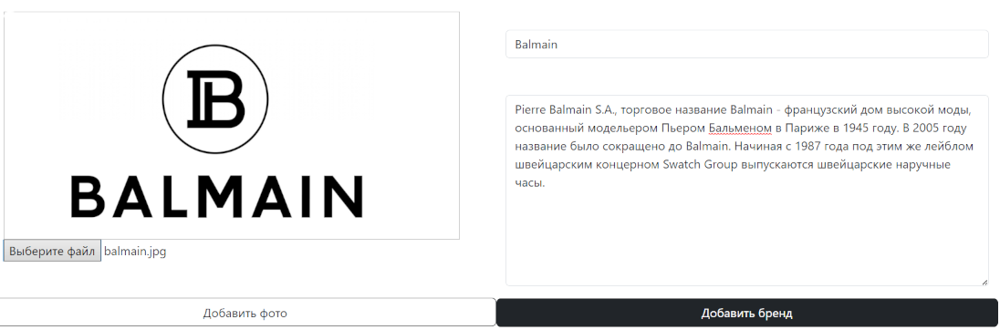 B
BALMAIN
Выберите файл balmain.jpg
Добавить фото
Balmain
Pierre Balmain S.A., торговое название Balmain - французский дом высокой моды,
основанный модельером Пьером Бальменом в Париже в 1945 году. В 2005 году
название было сокращено до Balmain. Начиная с 1987 года под этим же лейблом
швейцарским концерном Swatch Group выпускаются швейцарские наручные
часы.
Добавить бренд